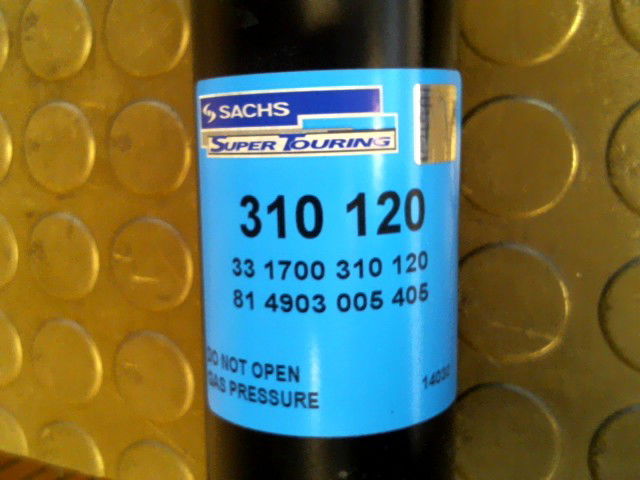 SACHS
SUPER TOURING
310 120
33 1700 310 120
81 4903 005 405
DO NOT OPEN
GAS PRESSURE